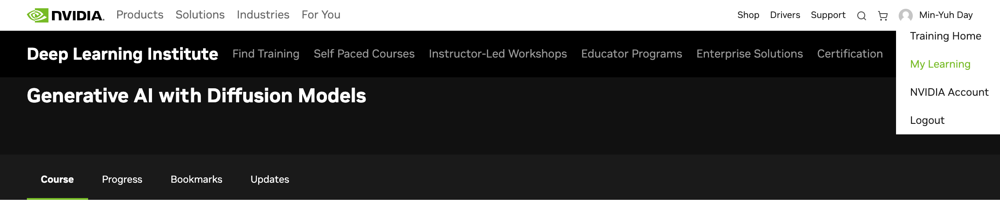 NVIDIA. Products Solutions Industries For You Shop Drivers Support Min-Yuh Day
Training Home
My Learning
NVIDIA Account
Logout
Deep Learning Institute Find Training Self Paced Courses Instructor-Led Workshops Educator Programs Enterprise Solutions Certification
Generative AI with Diffusion Models
Course Progress Bookmarks Updates